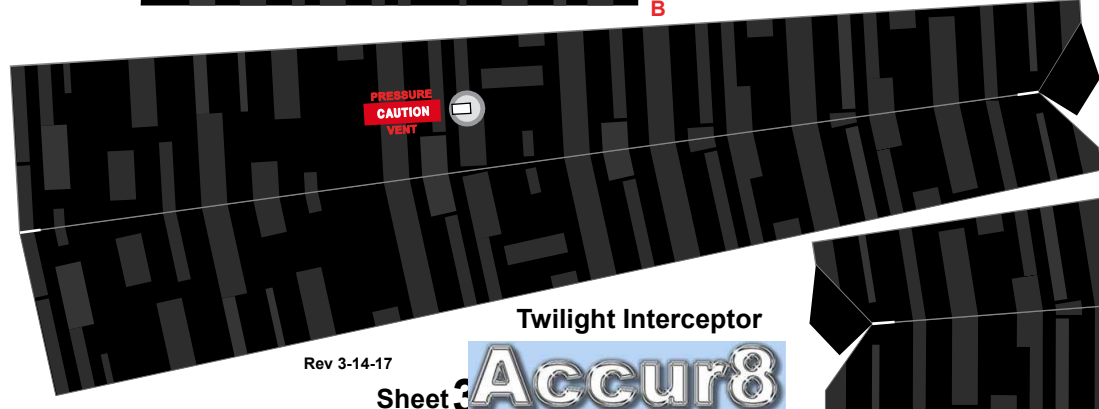 B
PRESSURE
CAUTION
VENT
Twilight Interceptor
Rev 3-14-17
Sheet 3
Accur8